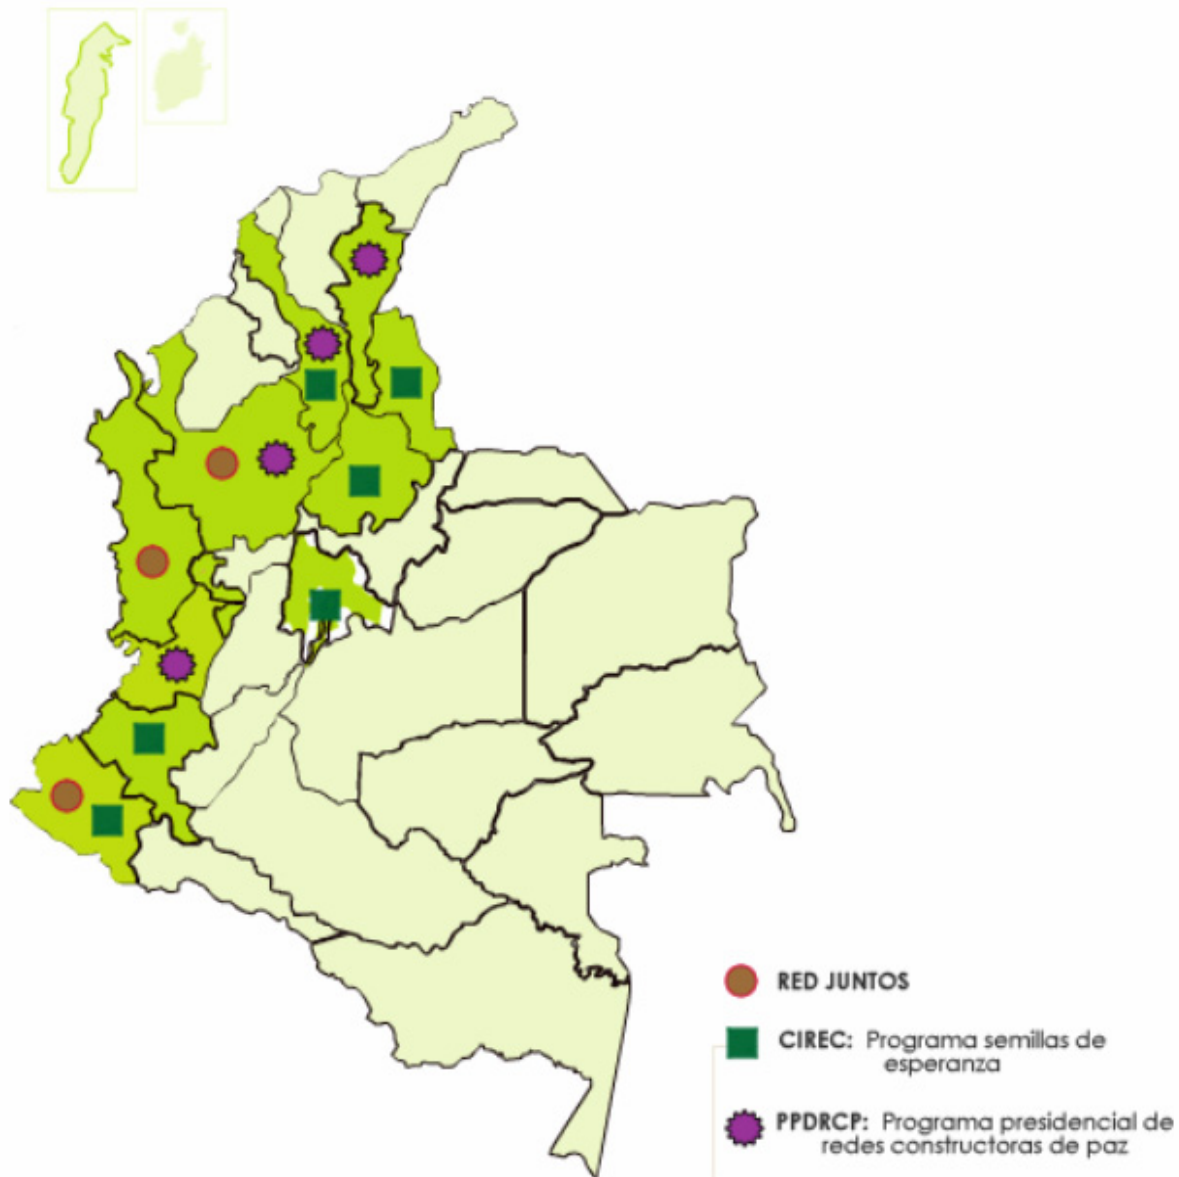 RED JUNTOS
CIREC: Programa semillas de
esperanza
PPDRCP: Programa presidencial de
redes constructoras de paz